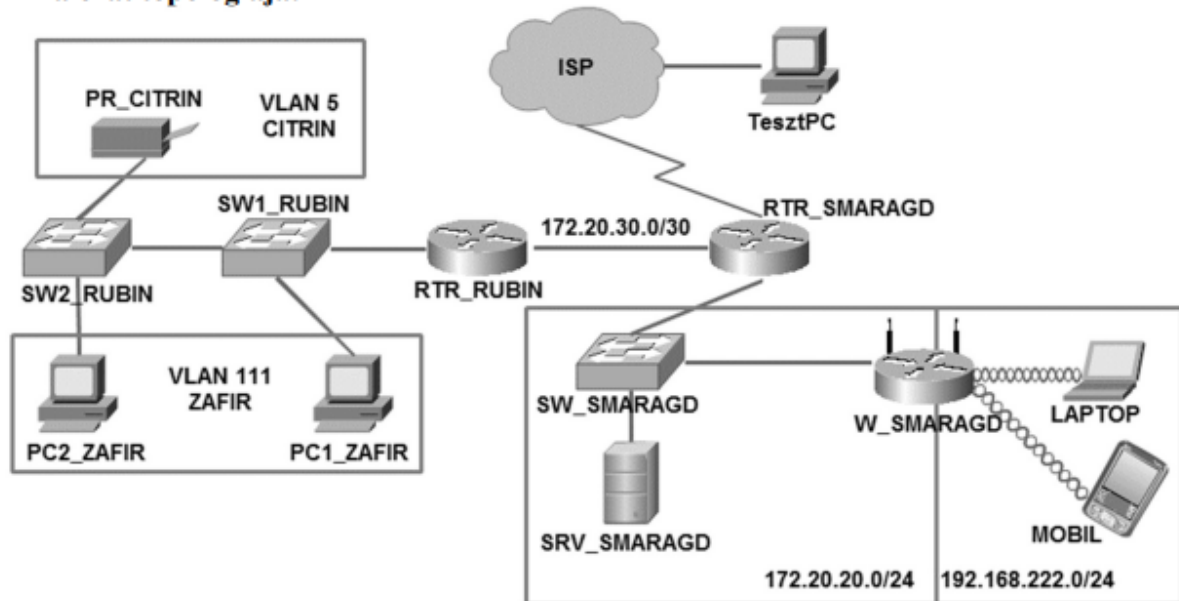 ISP
TesztPC
PR_CITRIN
VLAN 5
CITRIN
SW1_RUBIN
RTR_SMARAGD
172.20.30.0/30
SW2_RUBIN
RTR_RUBIN
VLAN 111
ZAFIR
PC2_ZAFIR
PC1_ZAFIR
SW_SMARAGD
W_SMARAGD
LAPTOP
SRV_SMARAGD
MOBIL
172.20.20.0/24
192.168.222.0/24